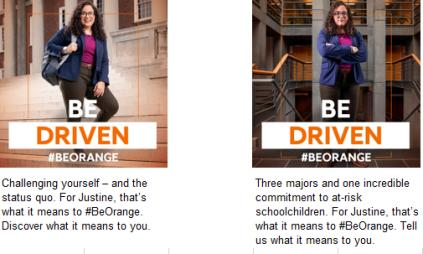 BE
DRIVEN
#BEORANGE
Challenging yourself – and the
status quo. For Justine, that's
what it means to #BeOrange.
Discover what it means to you.
BE
DRIVEN
#BEORANGE
Three majors and one incredible
commitment to at-risk
schoolchildren. For Justine, that's
what it means to #BeOrange. Tell
us what it means to you.